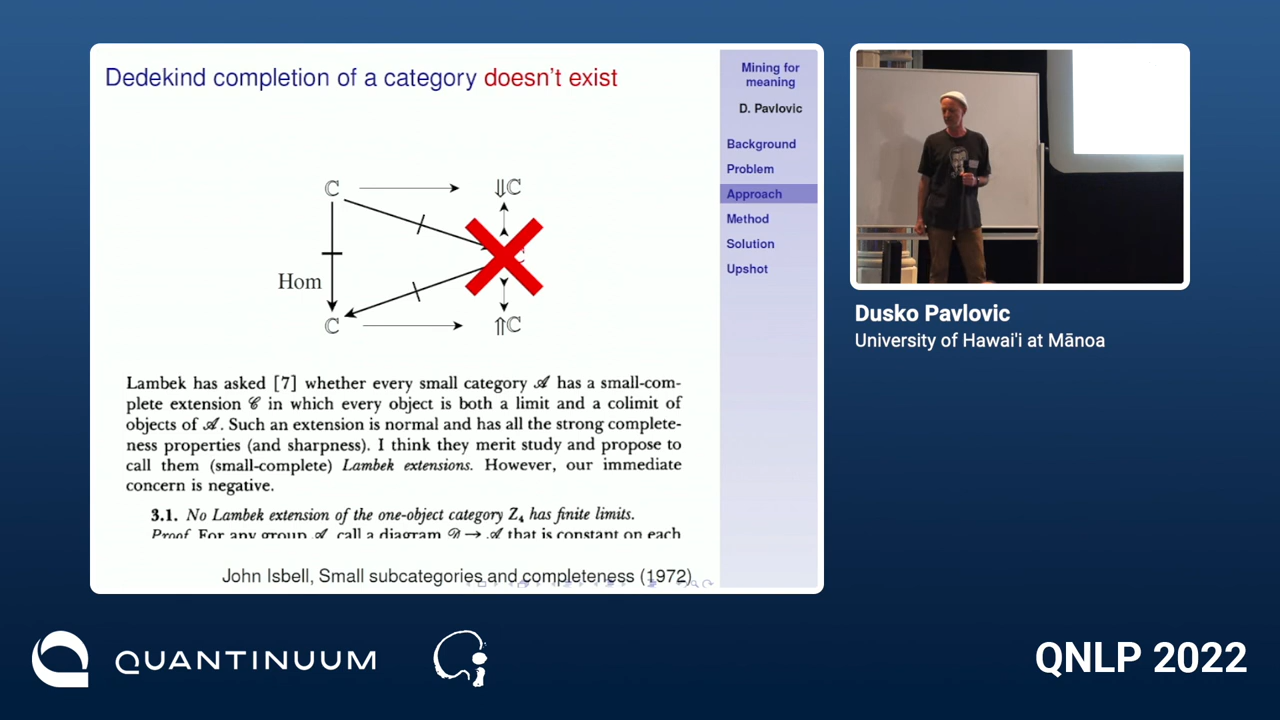 Dedekind completion of a category doesn't exist
ℂ
⇓ℂ
Hom
ℂ
⇑ℂ
Lambek has asked [7] whether every small category 𝒜 has a small-com-
plete extension 𝒞 in which every object is both a limit and a colimit of
objects of 𝒜. Such an extension is normal and has all the strong complete-
ness properties (and sharpness). I think they merit study and propose to
call them (small-complete) Lambek extensions. However, our immediate
concern is negative.
3.1. No Lambek extension of the one-object category Z₄ has finite limits.
Proof. For any group 𝒜, call a diagram 𝒟 → 𝒜 that is constant on each
John Isbell, Small subcategories and completeness (1972)
Mining for
meaning
D. Pavlovic
Background
Problem
Approach
Method
Solution
Upshot
Dusko Pavlovic
University of Hawai'i at Mānoa
QUANTINUUM
QNLP 2022